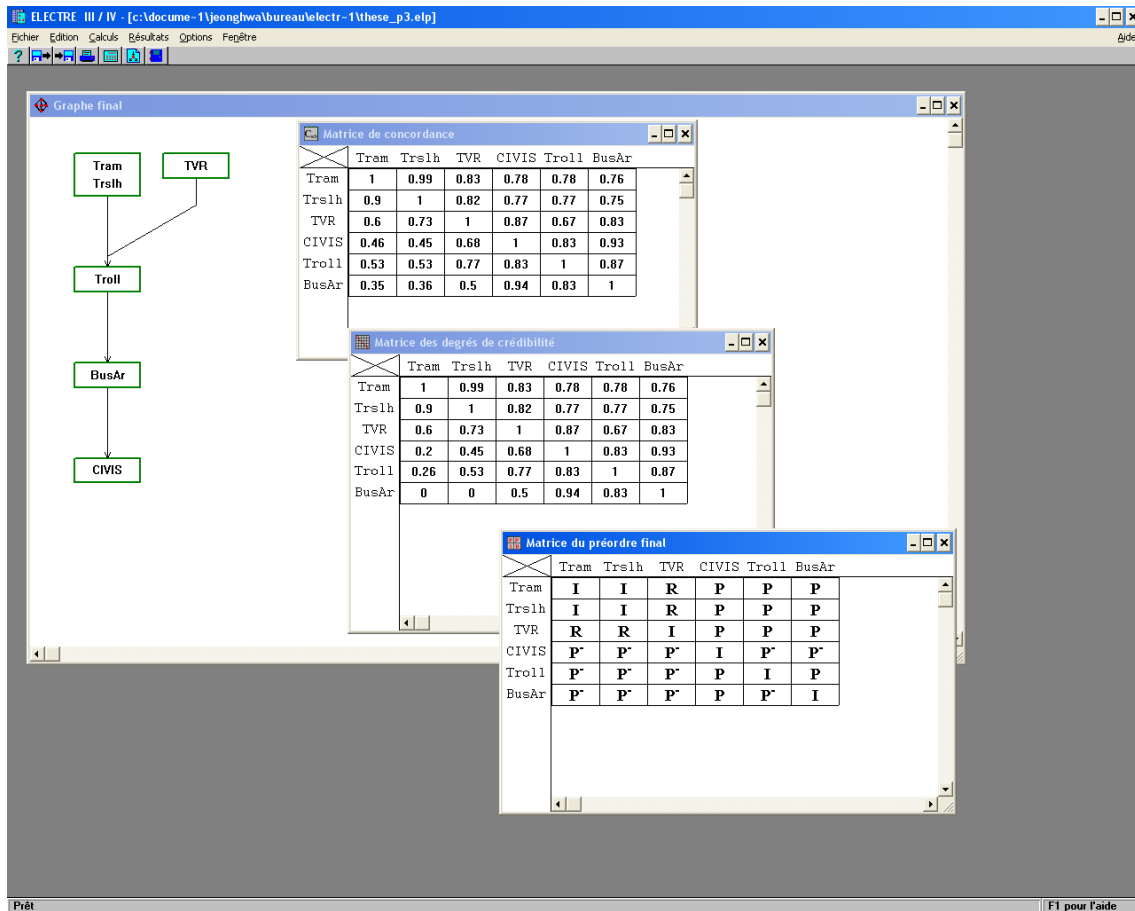 ELECTRE III / IV - [c:\docume~1\jeonghwa\bureau\electr~1\these_p3.elp]
Fichier Edition Calculs Résultats Options Fenêtre Aide
?
Graphe final
Tram
Trslh
TVR
Troll
BusAr
CIVIS
Matrice de concordance
Tram Trslh TVR CIVIS Troll BusAr
Tram 1 0.99 0.83 0.78 0.78 0.76
Trslh 0.9 1 0.82 0.77 0.77 0.75
TVR 0.6 0.73 1 0.87 0.67 0.83
CIVIS 0.46 0.45 0.68 1 0.83 0.93
Troll 0.53 0.53 0.77 0.83 1 0.87
BusAr 0.35 0.36 0.5 0.94 0.83 1
Matrice des degrés de crédibilité
Tram Trslh TVR CIVIS Troll BusAr
Tram 1 0.99 0.83 0.78 0.78 0.76
Trslh 0.9 1 0.82 0.77 0.77 0.75
TVR 0.6 0.73 1 0.87 0.67 0.83
CIVIS 0.2 0.45 0.68 1 0.83 0.93
Troll 0.26 0.53 0.77 0.83 1 0.87
BusAr 0 0 0.5 0.94 0.83 1
Matrice du préordre final
Tram Trslh TVR CIVIS Troll BusAr
Tram I I R P P P
Trslh I I R P P P
TVR R R I P P P
CIVIS P⁻ P⁻ P⁻ I P⁻ P⁻
Troll P⁻ P⁻ P⁻ P I P
BusAr P⁻ P⁻ P⁻ P P⁻ I
Prêt F1 pour l'aide